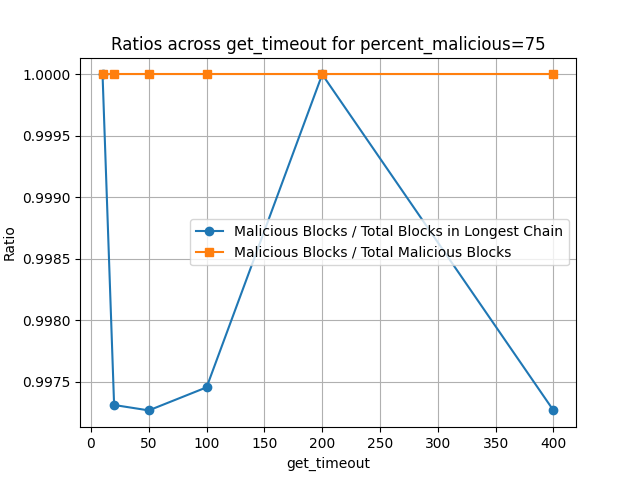 Ratios across get_timeout for percent_malicious=75
1.0000
0.9995
0.9990
0.9985
0.9980
0.9975
Ratio
Malicious Blocks / Total Blocks in Longest Chain
Malicious Blocks / Total Malicious Blocks
0 50 100 150 200 250 300 350 400
get_timeout